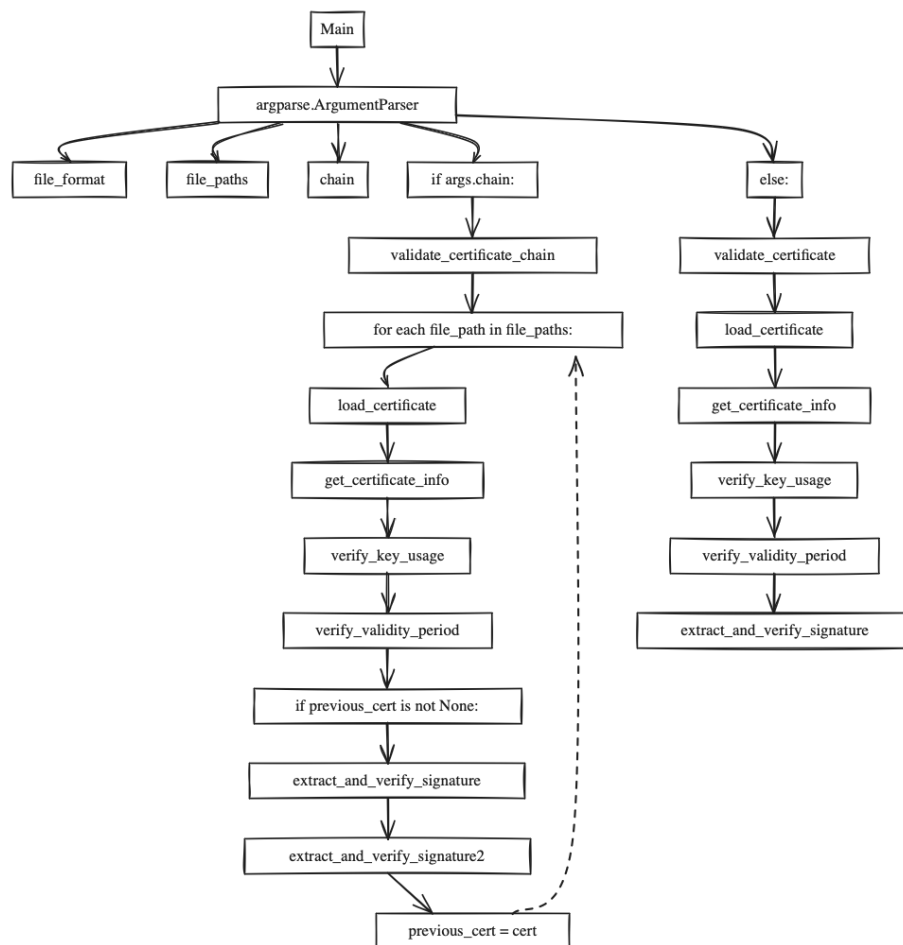 Main
argparse.ArgumentParser
file_format
file_paths
chain
if args.chain:
else:
validate_certificate_chain
validate_certificate
for each file_path in file_paths:
load_certificate
load_certificate
get_certificate_info
get_certificate_info
verify_key_usage
verify_key_usage
verify_validity_period
verify_validity_period
extract_and_verify_signature
if previous_cert is not None:
extract_and_verify_signature
extract_and_verify_signature2
previous_cert = cert